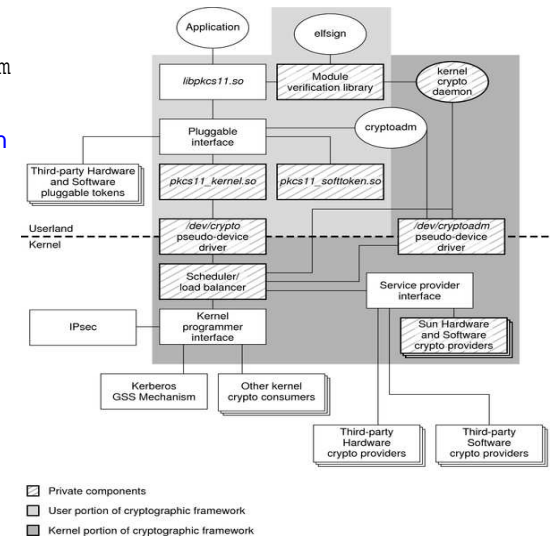 Application
elfsign
m
libpkcs11.so
Module
verification library
kernel
crypto
daemon
n
Pluggable
interface
cryptoadm
Third-party Hardware
and Software
pluggable tokens
pkcs11_kernel.so
pkcs11_softtoken.so
Userland
Kernel
/dev/crypto
pseudo-device
driver
/dev/cryptoadm
pseudo-device
driver
Scheduler/
load balancer
Service provider
interface
IPsec
Kernel
programmer
interface
Sun Hardware
and Software
crypto providers
Kerberos
GSS Mechanism
Other kernel
crypto consumers
Third-party
Hardware
crypto providers
Third-party
Software
crypto providers
Private components
User portion of cryptographic framework
Kernel portion of cryptographic framework